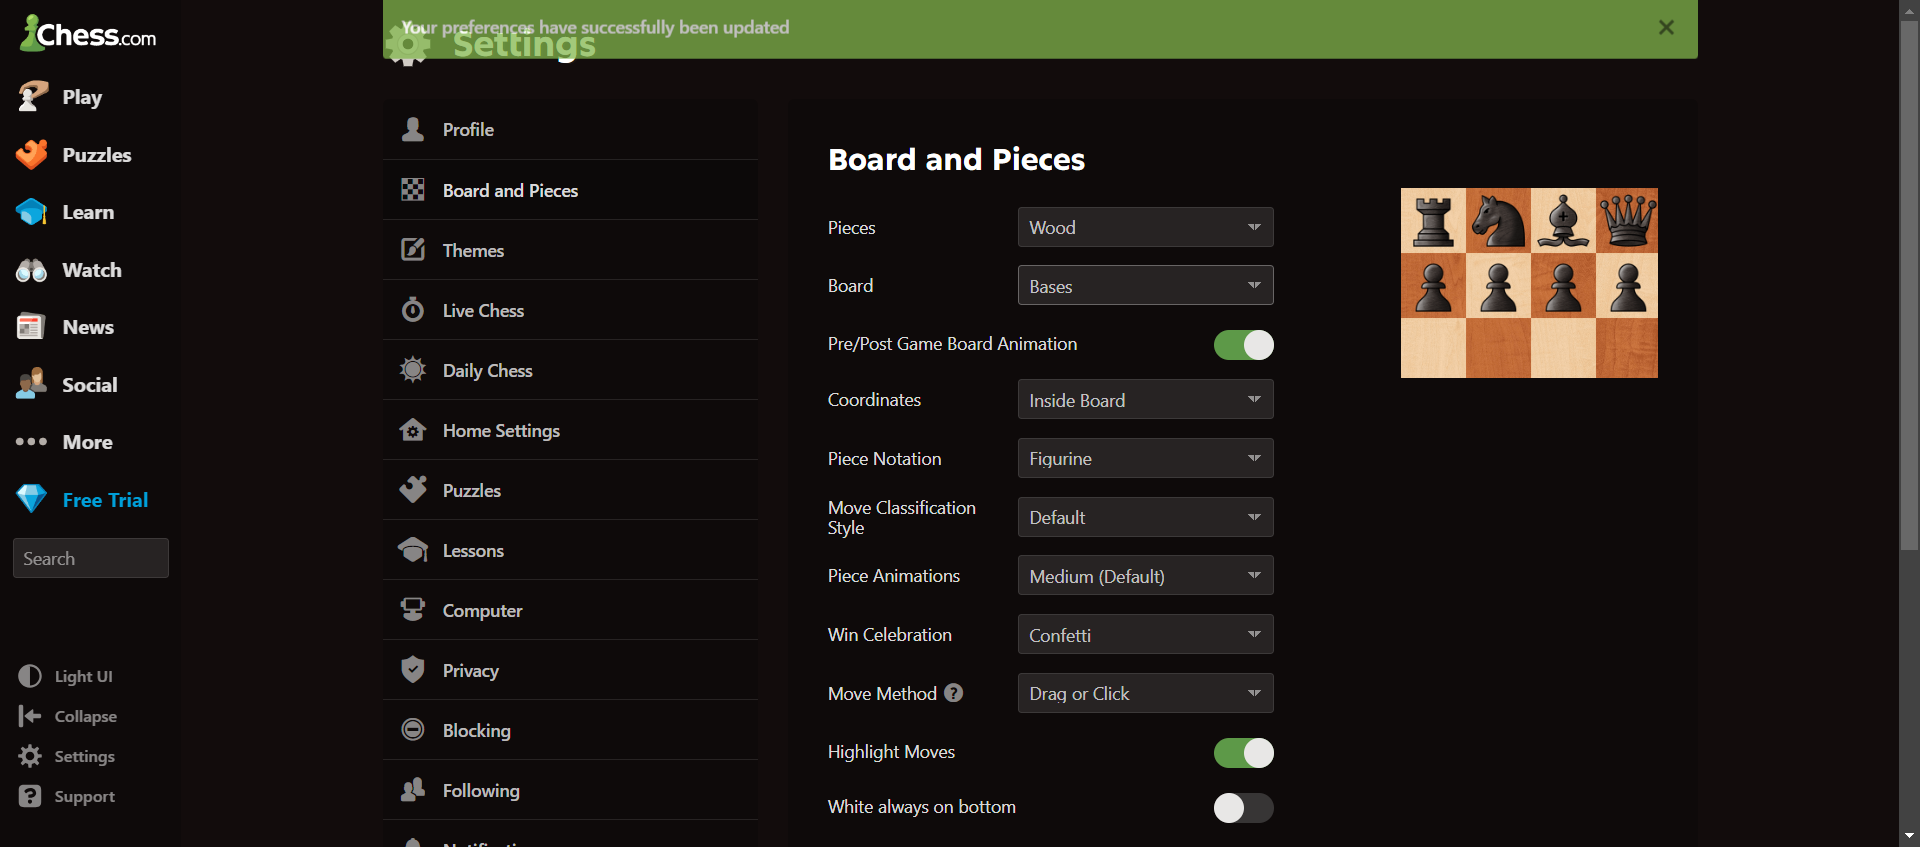 Chess.com
Play
Puzzles
Learn
Watch
News
Social
More
Free Trial
Search
Light UI
Collapse
Settings
Support
Your preferences have successfully been updated
Settings
Profile
Board and Pieces
Themes
Live Chess
Daily Chess
Home Settings
Puzzles
Lessons
Computer
Privacy
Blocking
Following
Board and Pieces
Pieces
Wood
Board
Bases
Pre/Post Game Board Animation
Coordinates
Inside Board
Piece Notation
Figurine
Move Classification
Style
Default
Piece Animations
Medium (Default)
Win Celebration
Confetti
Move Method ?
Drag or Click
Highlight Moves
White always on bottom